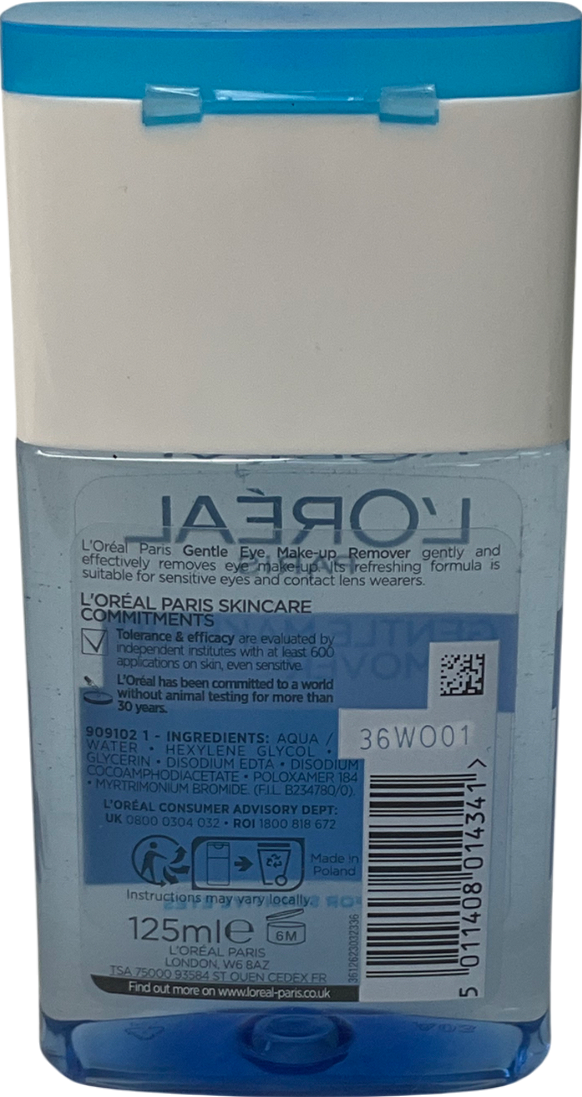 L'ORÉAL
PARIS
L'Oréal Paris Gentle Eye Make-up Remover gently and
effectively removes eye makeup. Its refreshing formula is
suitable for sensitive eyes and contact lens wearers.
L'ORÉAL PARIS SKINCARE
COMMITMENTS
Tolerance & efficacy are evaluated by
independent institutes with at least 600
applications on skin, even sensitive.
L'Oréal has been committed to a world
without animal testing for more than
30 years.
36WO01
909102 1 - INGREDIENTS: AQUA /
WATER • HEXYLENE GLYCOL •
GLYCERIN • DISODIUM EDTA • DISODIUM
COCOAMPHODIACETATE • POLOXAMER 184
• MYRTRIMONIUM BROMIDE. (F.I.L. B234780/0).
L'ORÉAL CONSUMER ADVISORY DEPT:
UK 0800 0304 032 • ROI 1800 818 672
Made in
Poland
Instructions may vary locally
125ml e
6M
L'ORÉAL PARIS
LONDON, W6 8AZ
TSA 75000 93584 ST OUEN CEDEX FR
Find out more on www.loreal-paris.co.uk
3612623032336
5 011408 014341 >